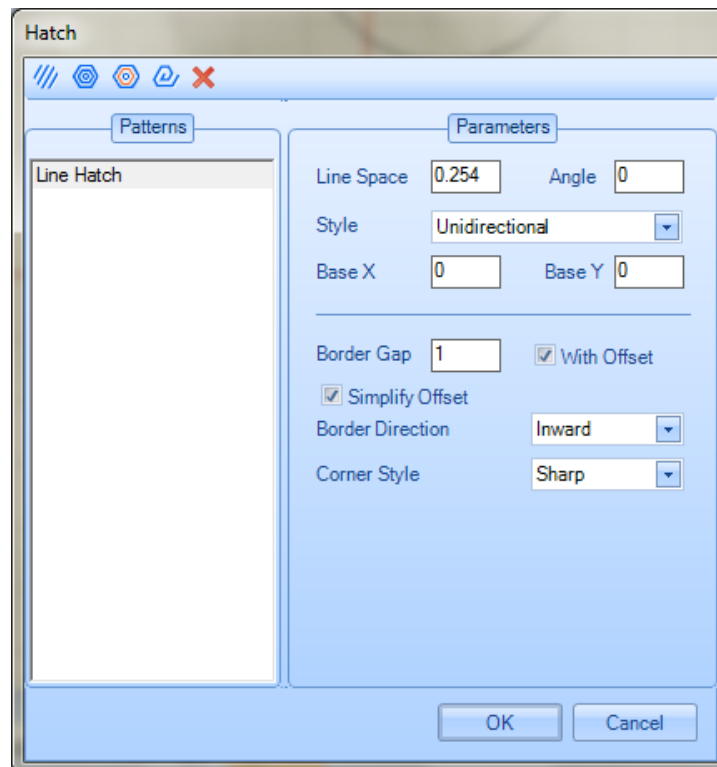 Hatch
Patterns
Line Hatch
Parameters
Line Space 0.254 Angle 0
Style Unidirectional
Base X 0 Base Y 0
Border Gap 1 With Offset
Simplify Offset
Border Direction Inward
Corner Style Sharp
OK Cancel